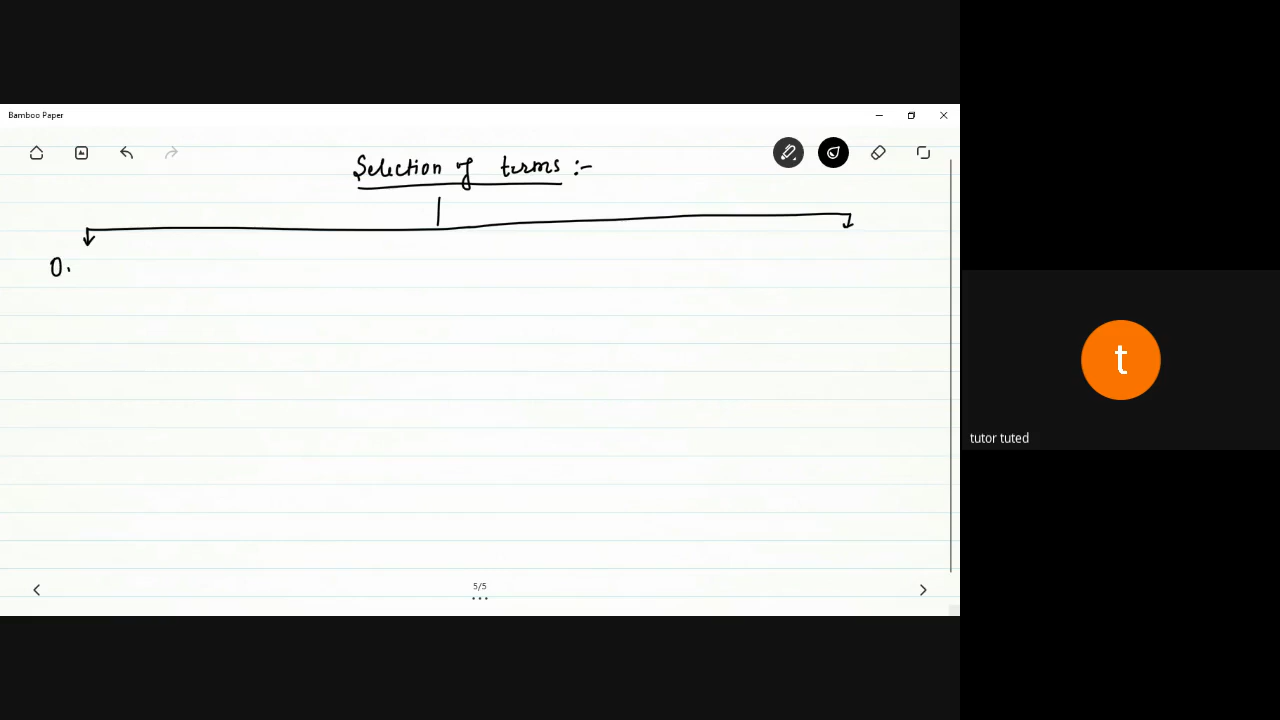 Bamboo Paper
Selection of terms :-
0.
5/5
t
tutor tuted